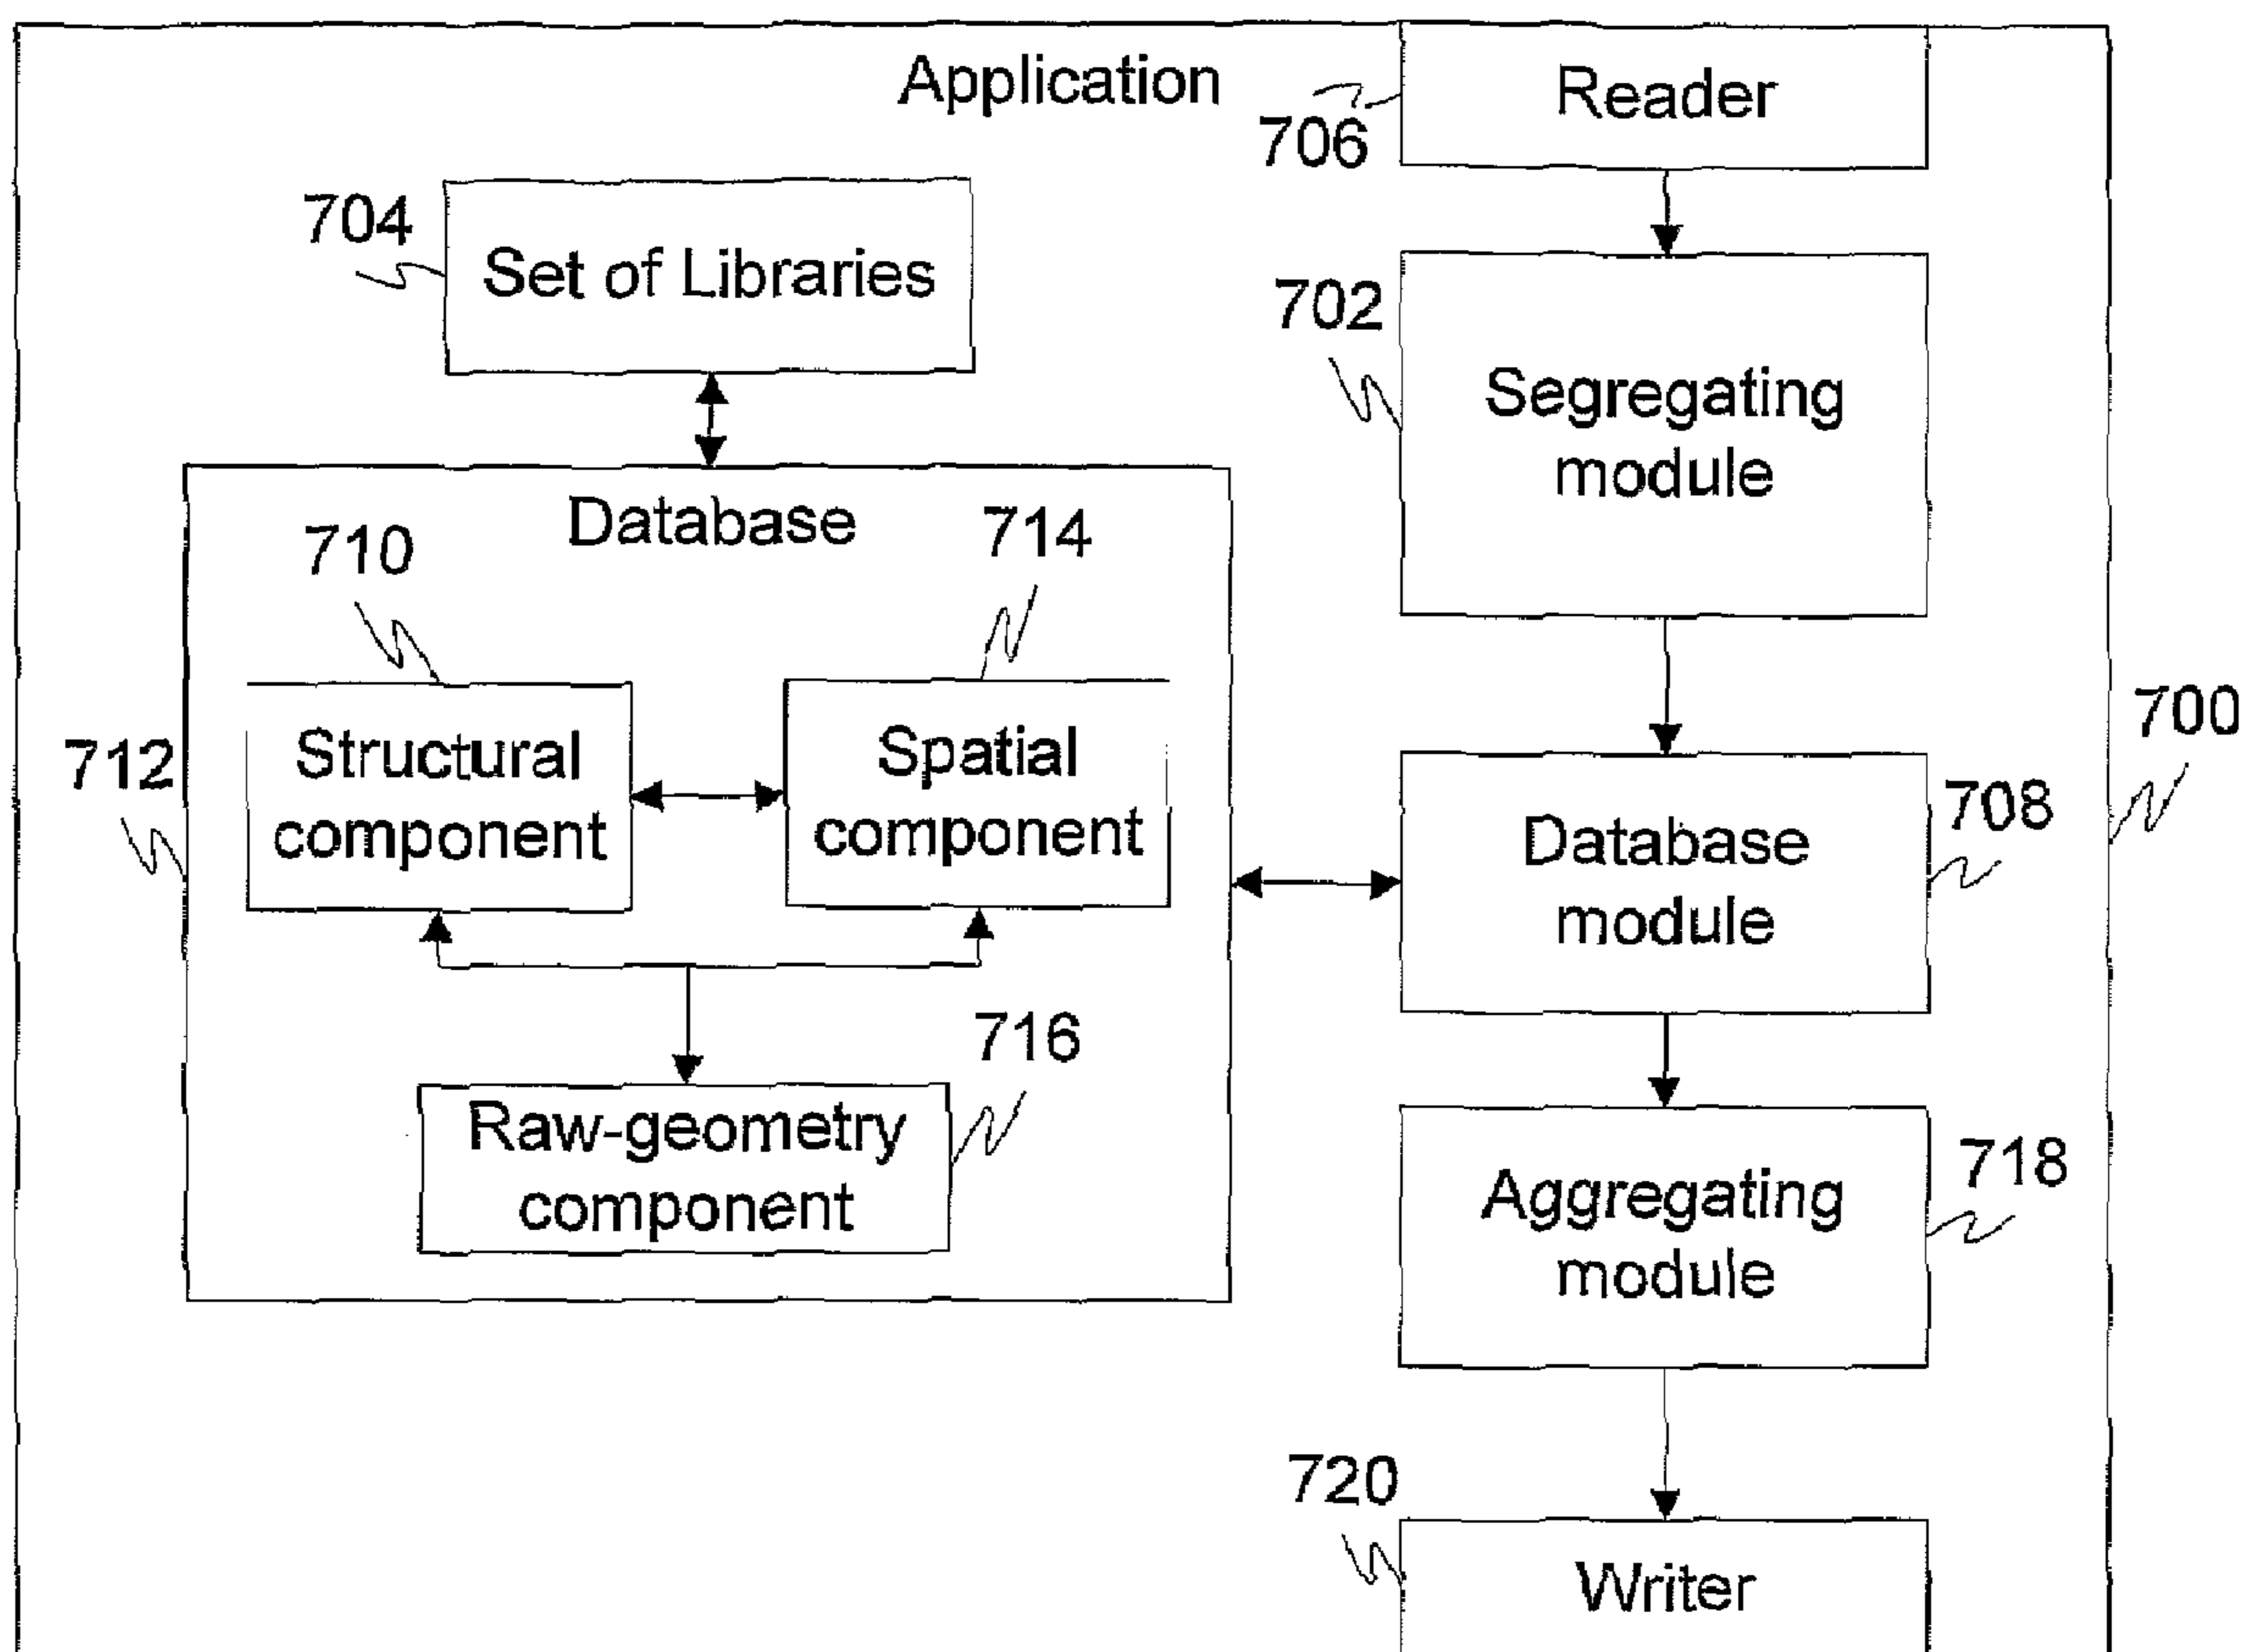 Application
Reader
706
704
Set of Libraries
702
Segregating
module
Database
710
714
Structural
component
Spatial
component
712
700
708
Database
module
716
Raw-geometry
component
718
Aggregating
module
720
Writer